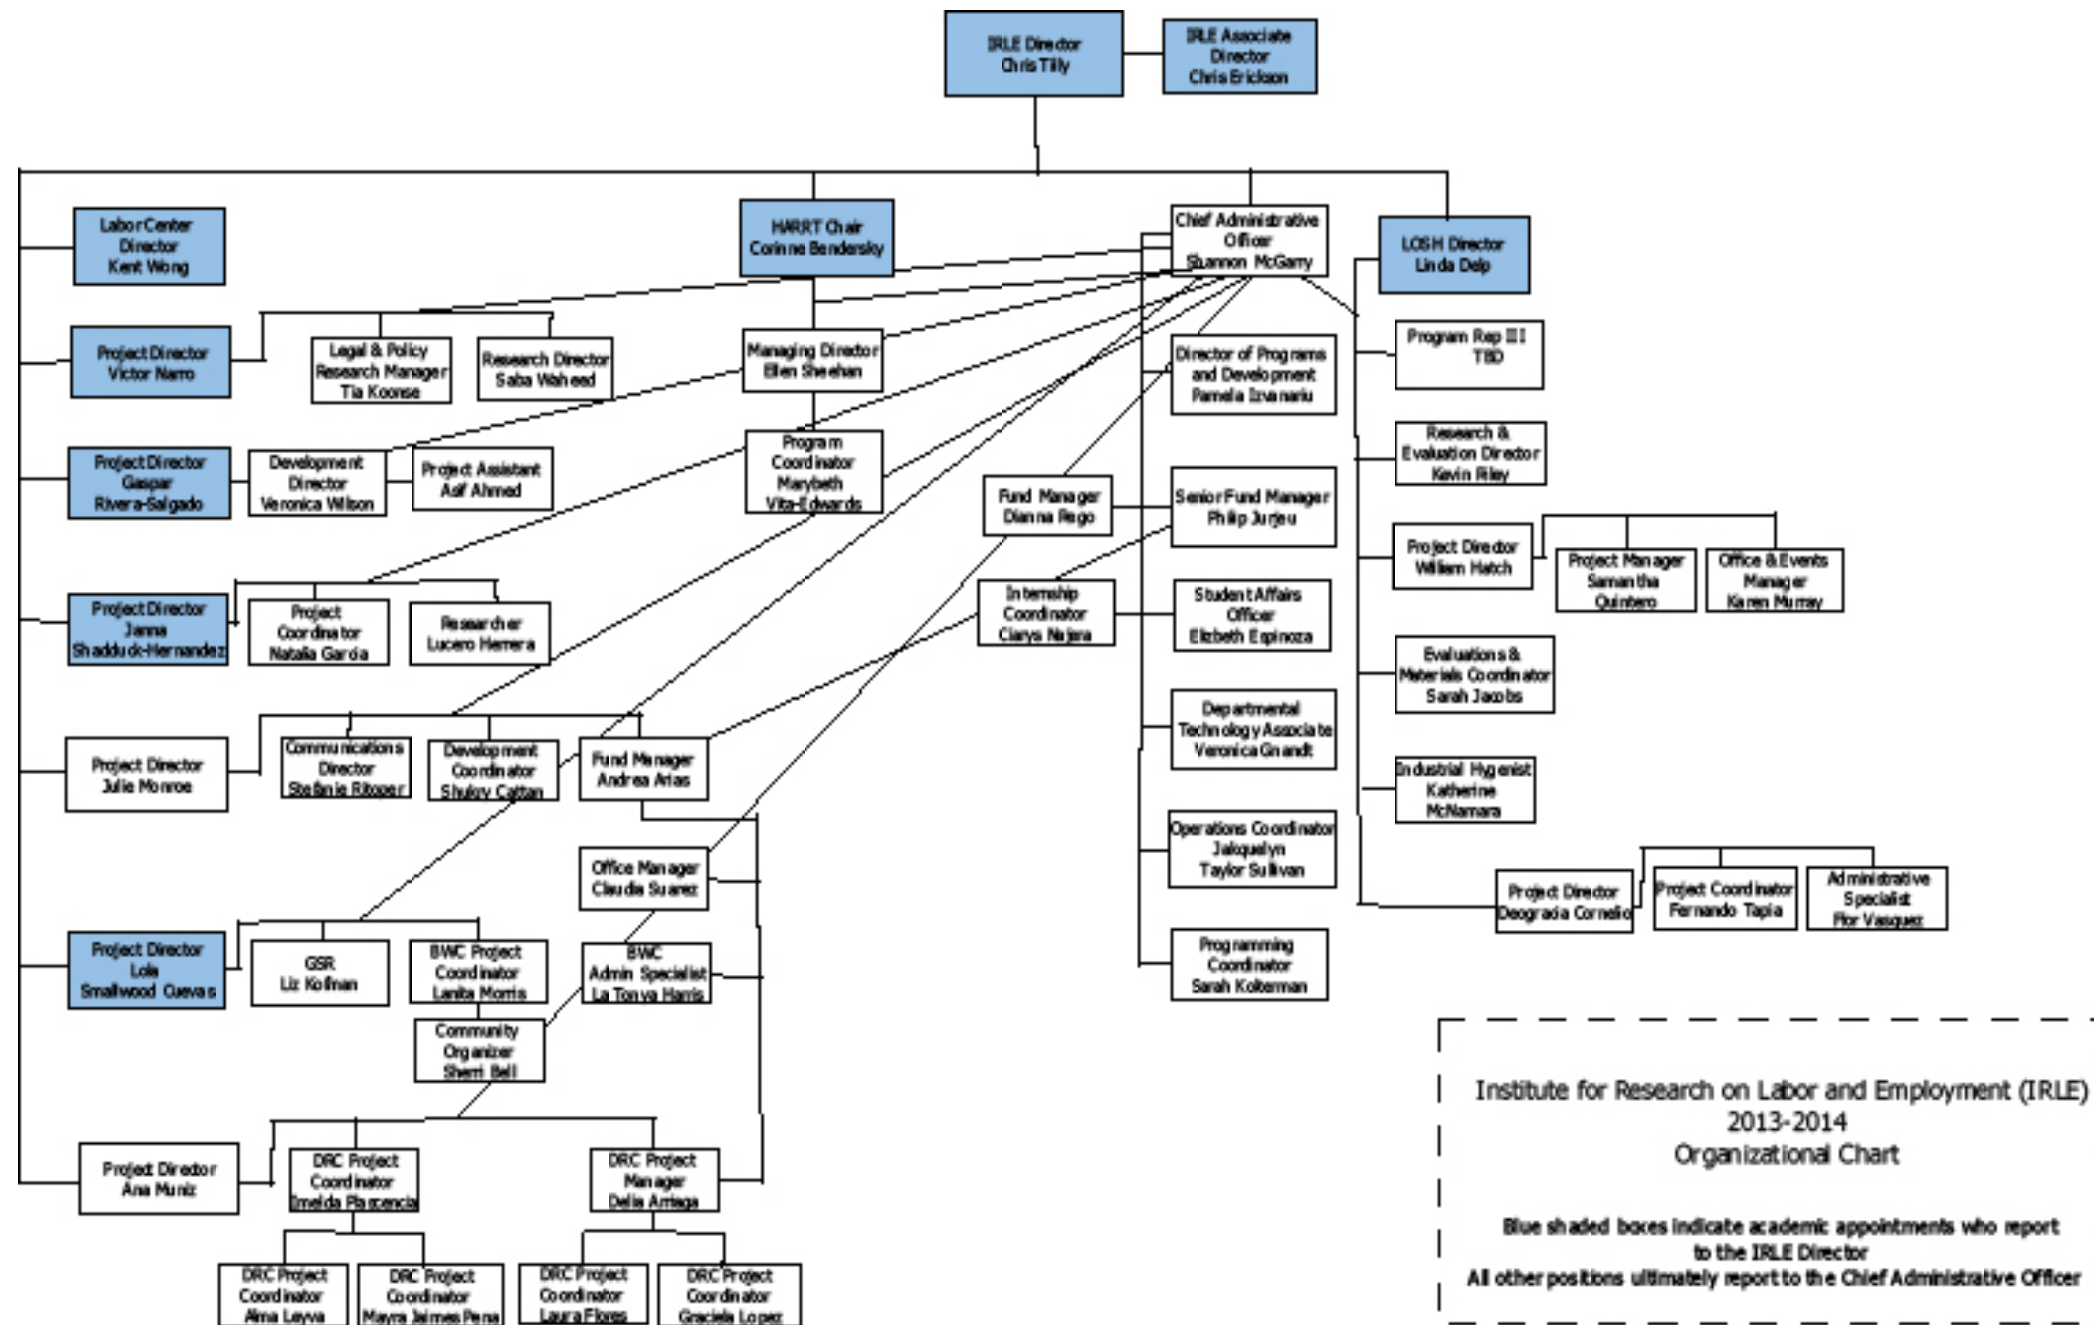 IRLE Director
Chris Tilly
IRLE Associate
Director
Chris Erickson
Labor Center
Director
Kent Wong
HARRT Chair
Corinne Bendersky
Chief Administrative
Officer
Shannon McGarry
LOSH Director
Linda Delp
Project Director
Victor Narro
Legal & Policy
Research Manager
Tia Koonse
Research Director
Saba Waheed
Managing Director
Ellen Sheehan
Director of Programs
and Development
Pamela Izvanariu
Program Rep III
TBD
Project Director
Gaspar
Rivera-Salgado
Development
Director
Veronica Wilson
Project Assistant
Asif Ahmed
Program
Coordinator
Marybeth
Vita-Edwards
Fund Manager
Dianna Rego
Senior Fund Manager
Philip Jurjeu
Research &
Evaluation Director
Kevin Riley
Project Director
William Hatch
Project Manager
Samantha
Quintero
Office & Events
Manager
Karen Murray
Project Director
Janna
Shadduck-Hernandez
Project
Coordinator
Natalia Garcia
Researcher
Lucero Herrera
Internship
Coordinator
Ciarys Najera
Student Affairs
Officer
Elizbeth Espinoza
Evaluations &
Materials Coordinator
Sarah Jacobs
Project Director
Julie Monroe
Communications
Director
Stefanie Ritoper
Development
Coordinator
Shukry Cattan
Fund Manager
Andrea Arias
Departmental
Technology Associate
Veronica Gnandt
Industrial Hygenist
Katherine
McNamara
Office Manager
Claudia Suarez
Operations Coordinator
Jakquelyn
Taylor Sullivan
Project Director
Deogracia Cornelio
Project Coordinator
Fernando Tapia
Administrative
Specialist
Flor Vasquez
Project Director
Lola
Smallwood Cuevas
GSR
Liz Kofman
BWC Project
Coordinator
Lanita Morris
BWC
Admin Specialist
La Tonya Harris
Programming
Coordinator
Sarah Kolterman
Community
Organizer
Sherri Bell
Project Director
Ana Muniz
DRC Project
Coordinator
Imelda Plascencia
DRC Project
Manager
Delia Arriaga
DRC Project
Coordinator
Alma Leyva
DRC Project
Coordinator
Mayra Jaimes Pena
DRC Project
Coordinator
Laura Flores
DRC Project
Coordinator
Graciela Lopez
Institute for Research on Labor and Employment (IRLE)
2013-2014
Organizational Chart
Blue shaded boxes indicate academic appointments who report
to the IRLE Director
All other positions ultimately report to the Chief Administrative Officer